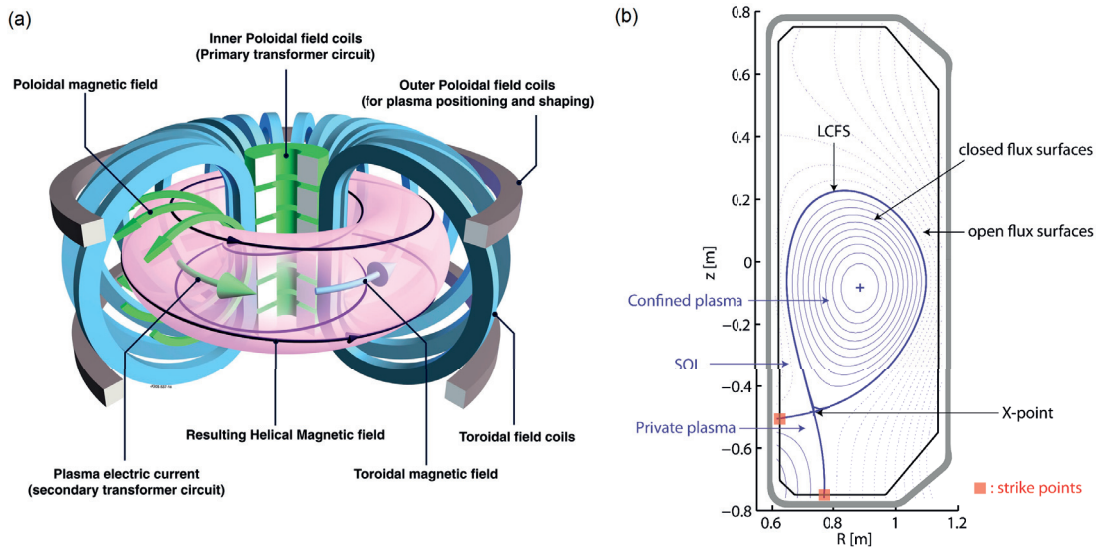 (a)
Inner Poloidal field coils
(Primary transformer circuit)
Poloidal magnetic field
Outer Poloidal field coils
(for plasma positioning and shaping)
Resulting Helical Magnetic field
Toroidal field coils
Plasma electric current
(secondary transformer circuit)
Toroidal magnetic field
(b)
0.8
0.6
0.4
0.2
0
−0.2
−0.4
−0.6
−0.8
z [m]
LCFS
closed flux surfaces
open flux surfaces
Confined plasma
SOL
X-point
Private plasma
: strike points
0.6
0.8
1
1.2
R [m]